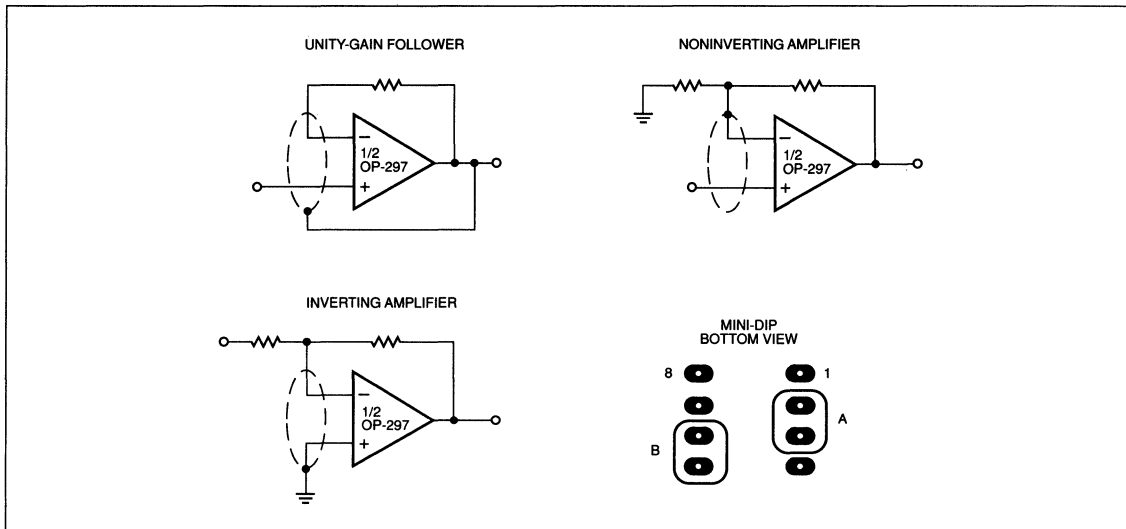 UNITY-GAIN FOLLOWER
−
1/2
OP-297
+
NONINVERTING AMPLIFIER
−
1/2
OP-297
+
INVERTING AMPLIFIER
−
1/2
OP-297
+
MINI-DIP
BOTTOM VIEW
8
1
A
B